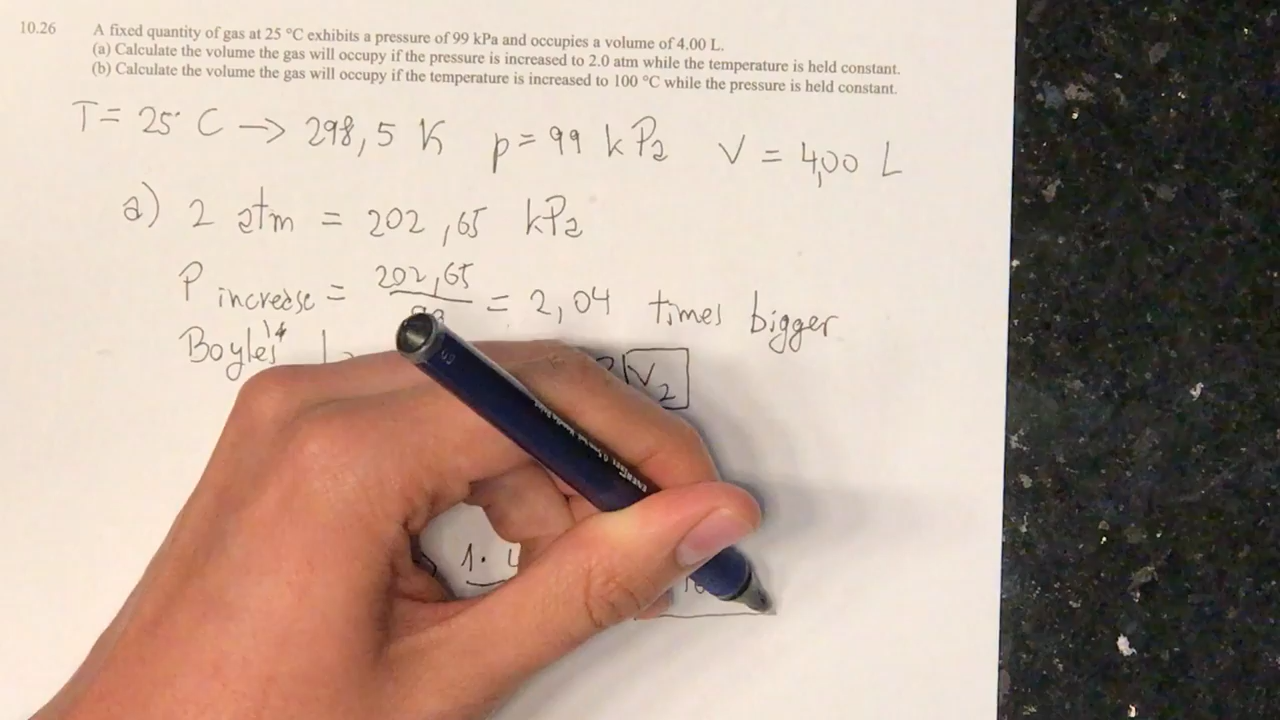 10.26 A fixed quantity of gas at 25 °C exhibits a pressure of 99 kPa and occupies a volume of 4.00 L.
(a) Calculate the volume the gas will occupy if the pressure is increased to 2.0 atm while the temperature is held constant.
(b) Calculate the volume the gas will occupy if the temperature is increased to 100 °C while the pressure is held constant.
T = 25° C → 298,5 K p = 99 kPa V = 4,00 L
a) 2 atm = 202,65 kPa
P increase = 202,65 / 99 = 2,04 times bigger
Boyles'
V2
1.